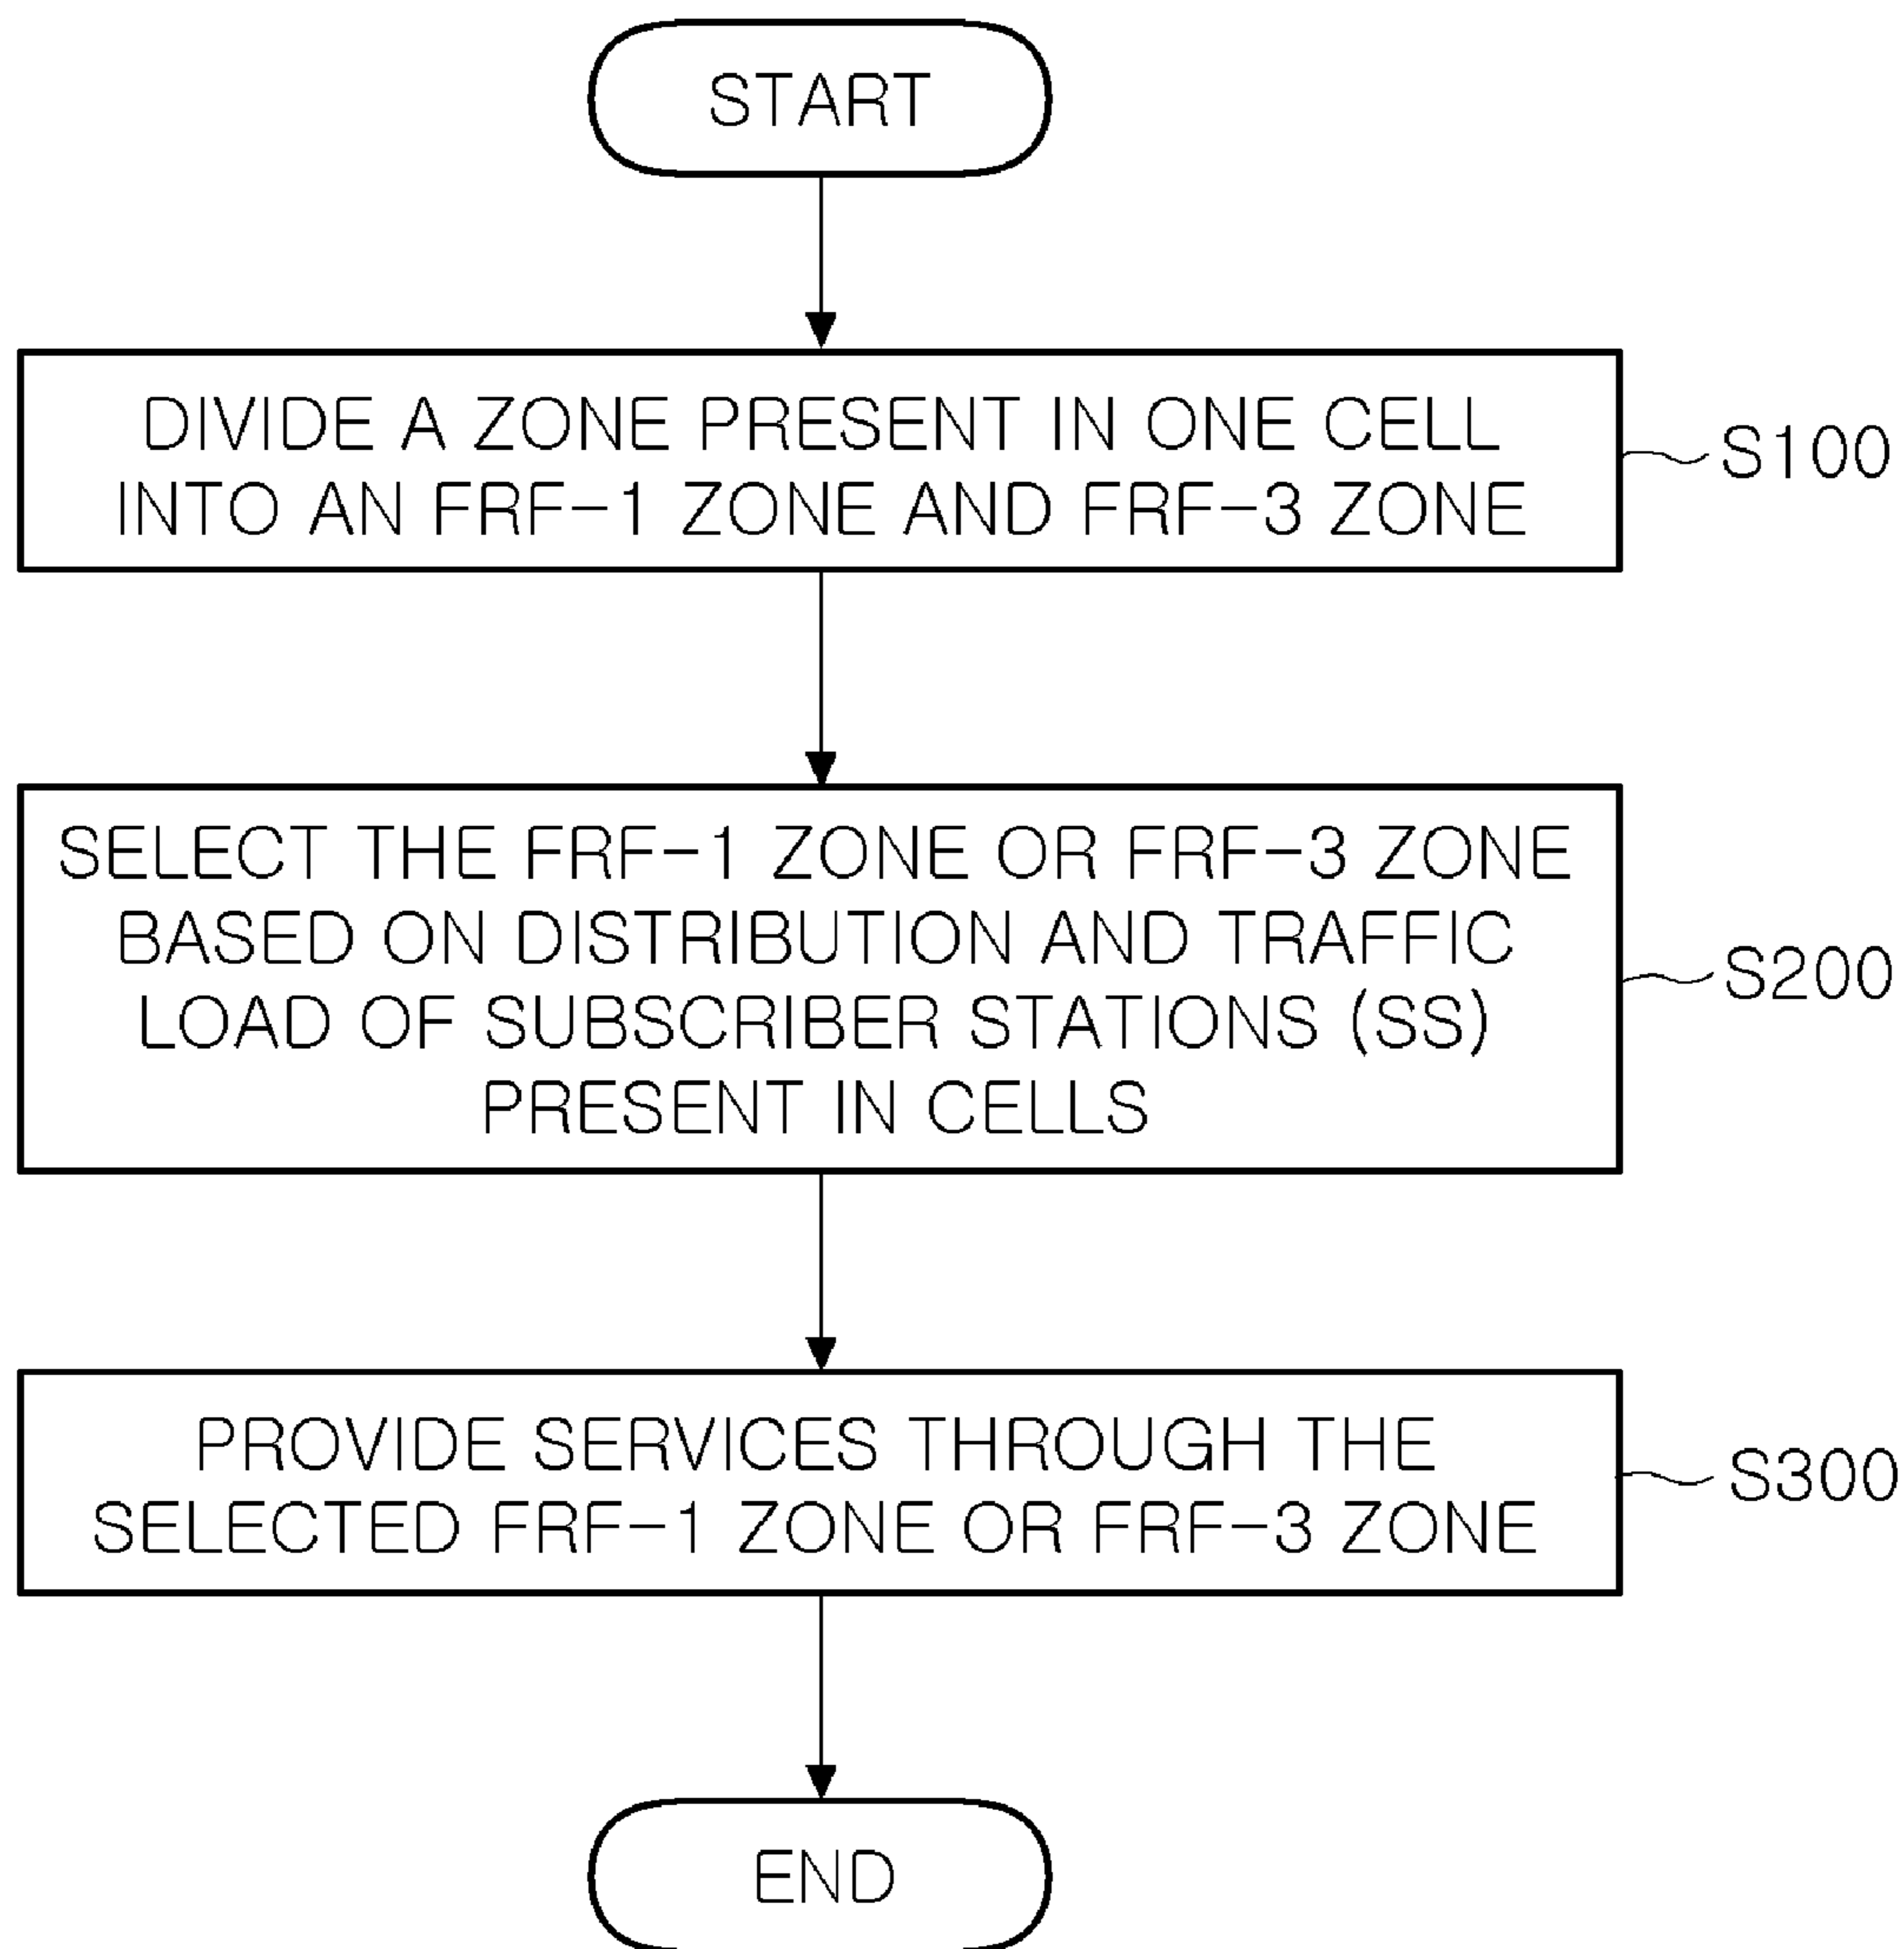 START
DIVIDE A ZONE PRESENT IN ONE CELL
INTO AN FRF-1 ZONE AND FRF-3 ZONE
S100
SELECT THE FRF-1 ZONE OR FRF-3 ZONE
BASED ON DISTRIBUTION AND TRAFFIC
LOAD OF SUBSCRIBER STATIONS (SS)
PRESENT IN CELLS
S200
PROVIDE SERVICES THROUGH THE
SELECTED FRF-1 ZONE OR FRF-3 ZONE
S300
END